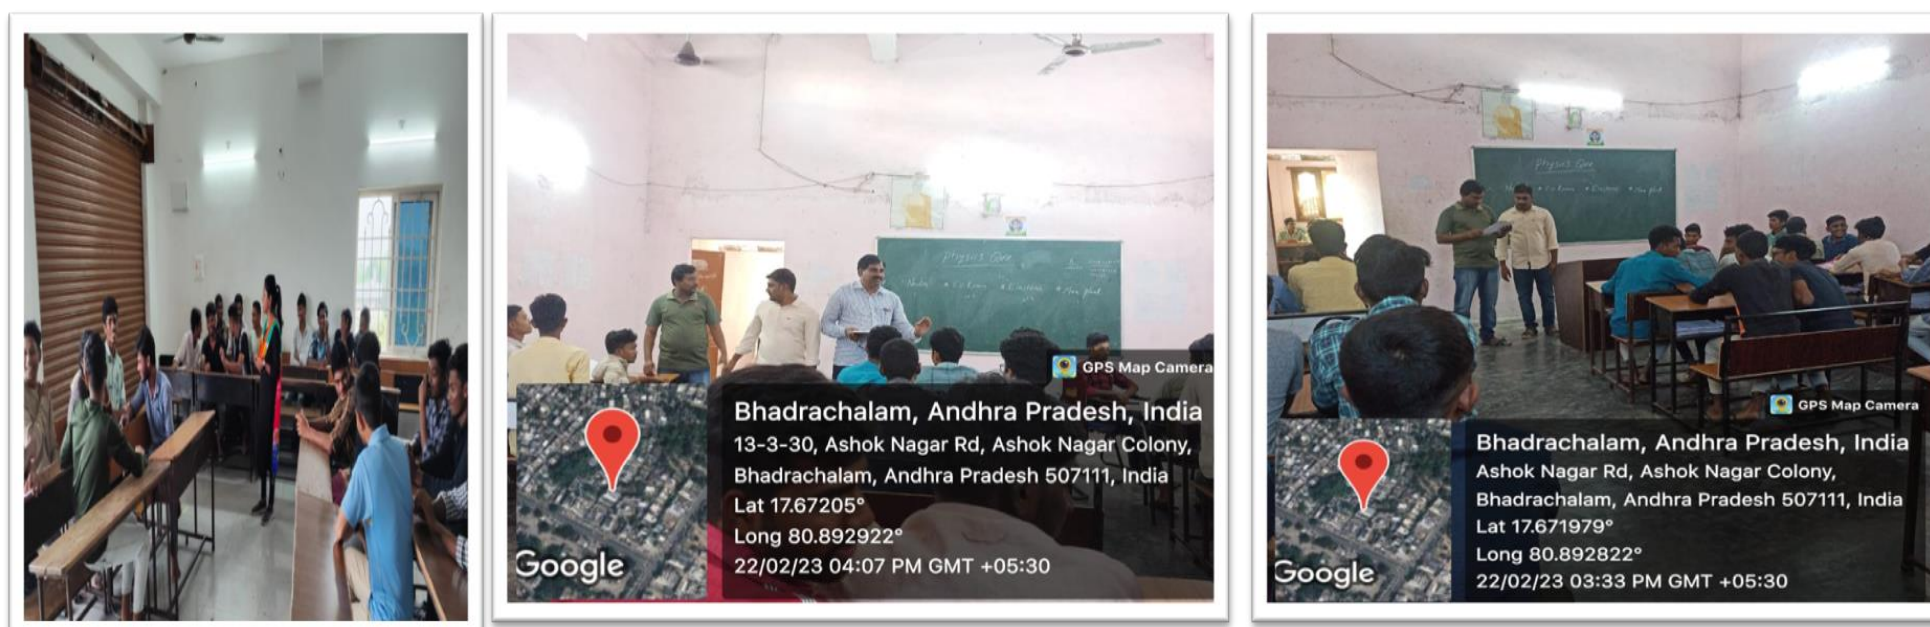 Physics Quiz
GPS Map Camera
Bhadrachalam, Andhra Pradesh, India
13-3-30, Ashok Nagar Rd, Ashok Nagar Colony,
Bhadrachalam, Andhra Pradesh 507111, India
Lat 17.67205°
Long 80.892922°
22/02/23 04:07 PM GMT +05:30
Google
Physics
GPS Map Camera
Bhadrachalam, Andhra Pradesh, India
Ashok Nagar Rd, Ashok Nagar Colony,
Bhadrachalam, Andhra Pradesh 507111, India
Lat 17.671979°
Long 80.892822°
22/02/23 03:33 PM GMT +05:30
Google